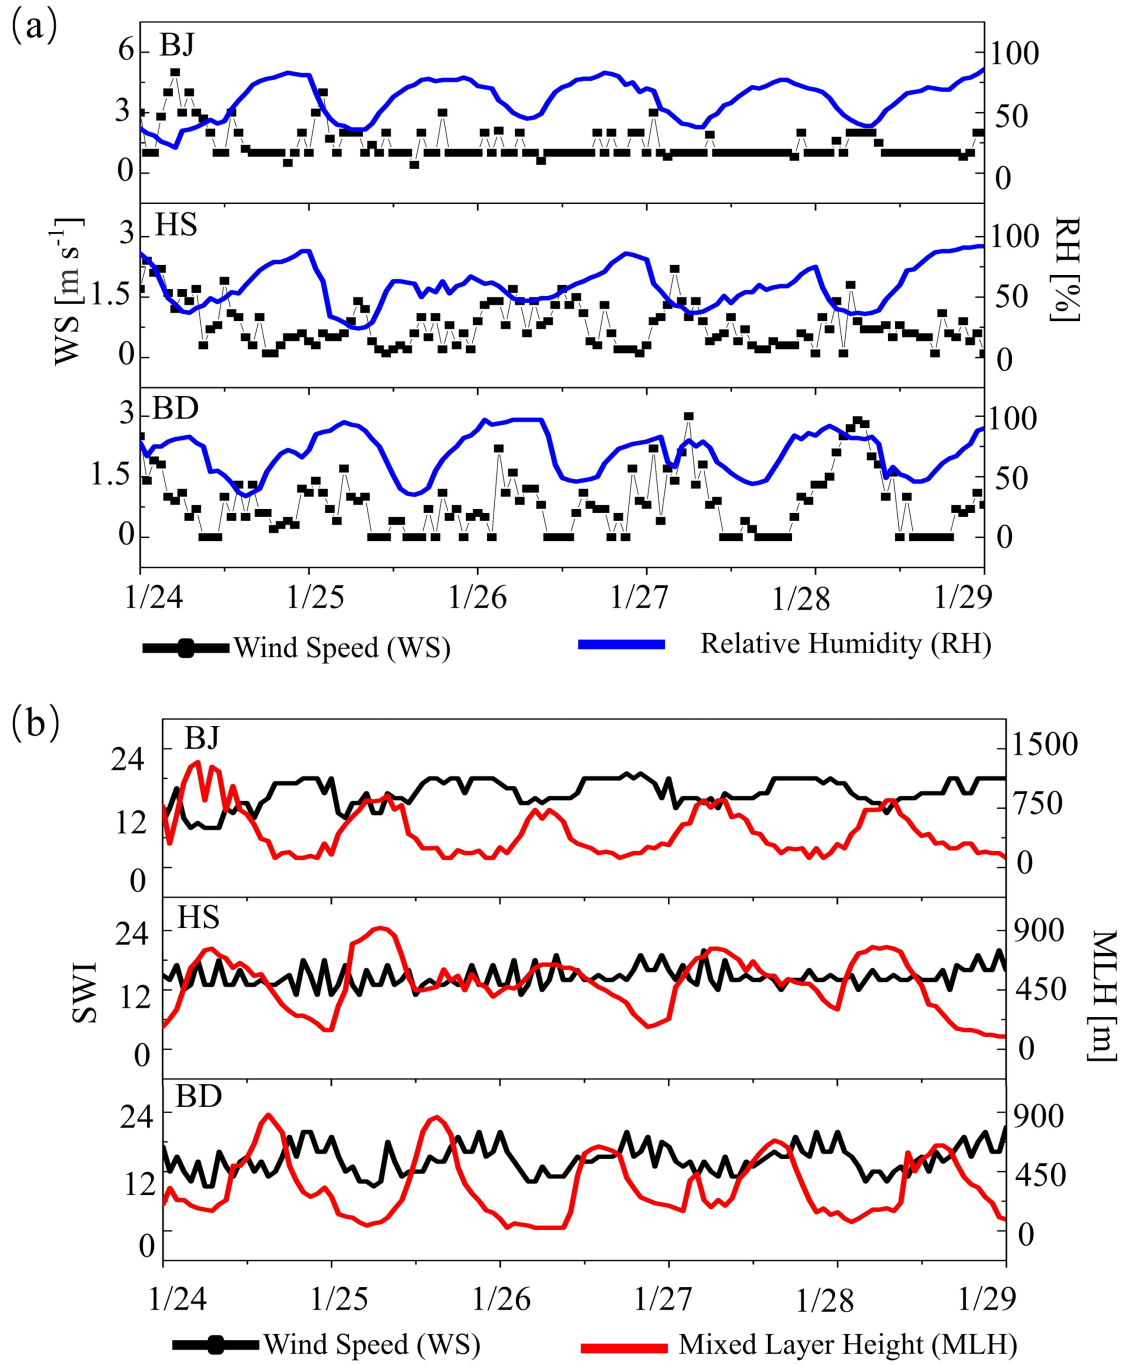 (a)
BJ
6
3
0
100
50
0
HS
3
1.5
0
100
50
0
WS [m s-1]
RH [%]
BD
3
1.5
0
100
50
0
1/24 1/25 1/26 1/27 1/28 1/29
Wind Speed (WS) Relative Humidity (RH)
(b)
BJ
24
12
0
1500
750
0
HS
24
12
0
900
450
0
SWI
MLH [m]
BD
24
12
0
900
450
0
1/24 1/25 1/26 1/27 1/28 1/29
Wind Speed (WS) Mixed Layer Height (MLH)